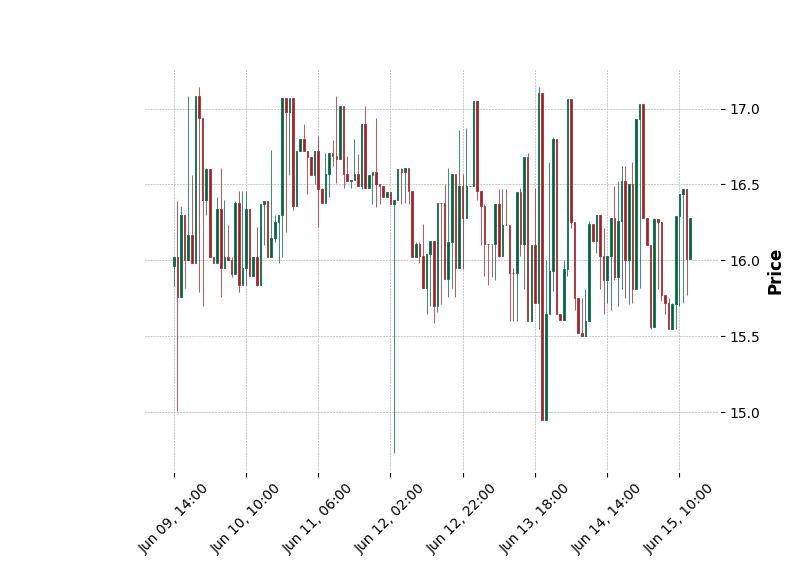 17.0
16.5
16.0
15.5
15.0
Price
Jun 09, 14:00
Jun 10, 10:00
Jun 11, 06:00
Jun 12, 02:00
Jun 12, 22:00
Jun 13, 18:00
Jun 14, 14:00
Jun 15, 10:00